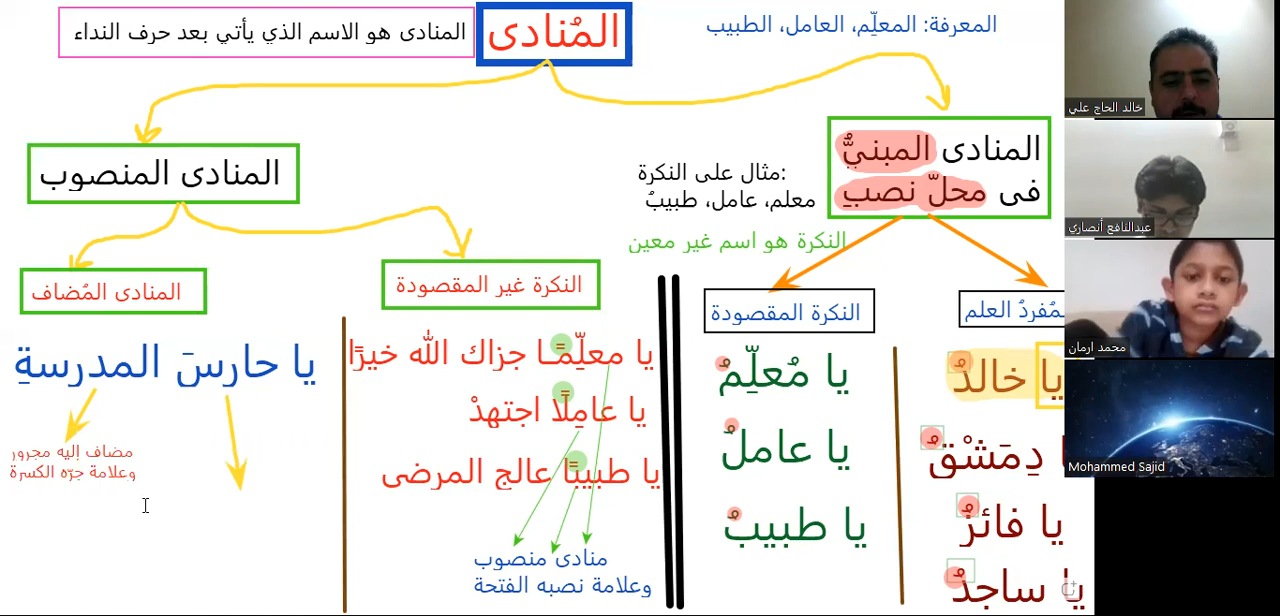 المعرفة: المعلِّم، العامل، الطبيب
المُنادى
المنادى هو الاسم الذي يأتي بعد حرف النداء
المنادى المبنيُّ
في محلّ نصبِ
مثال على النكرة:
معلم، عامل، طبيبٌ
النكرة هو اسم غير معين
المنادى المنصوب
العلم
النكرة المقصودة
النكرة غير المقصودة
المنادى المُضاف
يا خالدُ
دِمَشْقُ
يا فائزُ
يا ساجدُ
يا مُعلِّمُ
يا عاملُ
يا طبيبُ
يا معلِّمًـا جزاك الله خيرًا
يا عامِلًا اجتهدْ
يا طبيبًا عالج المرضى
منادى منصوب
وعلامة نصبه الفتحة
يا حارسَ المدرسةِ
مضاف إليه مجرور
وعلامة جرّه الكسرة
خالد الحاج علي
عبدالنافع أنصاري
محمد ارمان
Mohammed Sajid